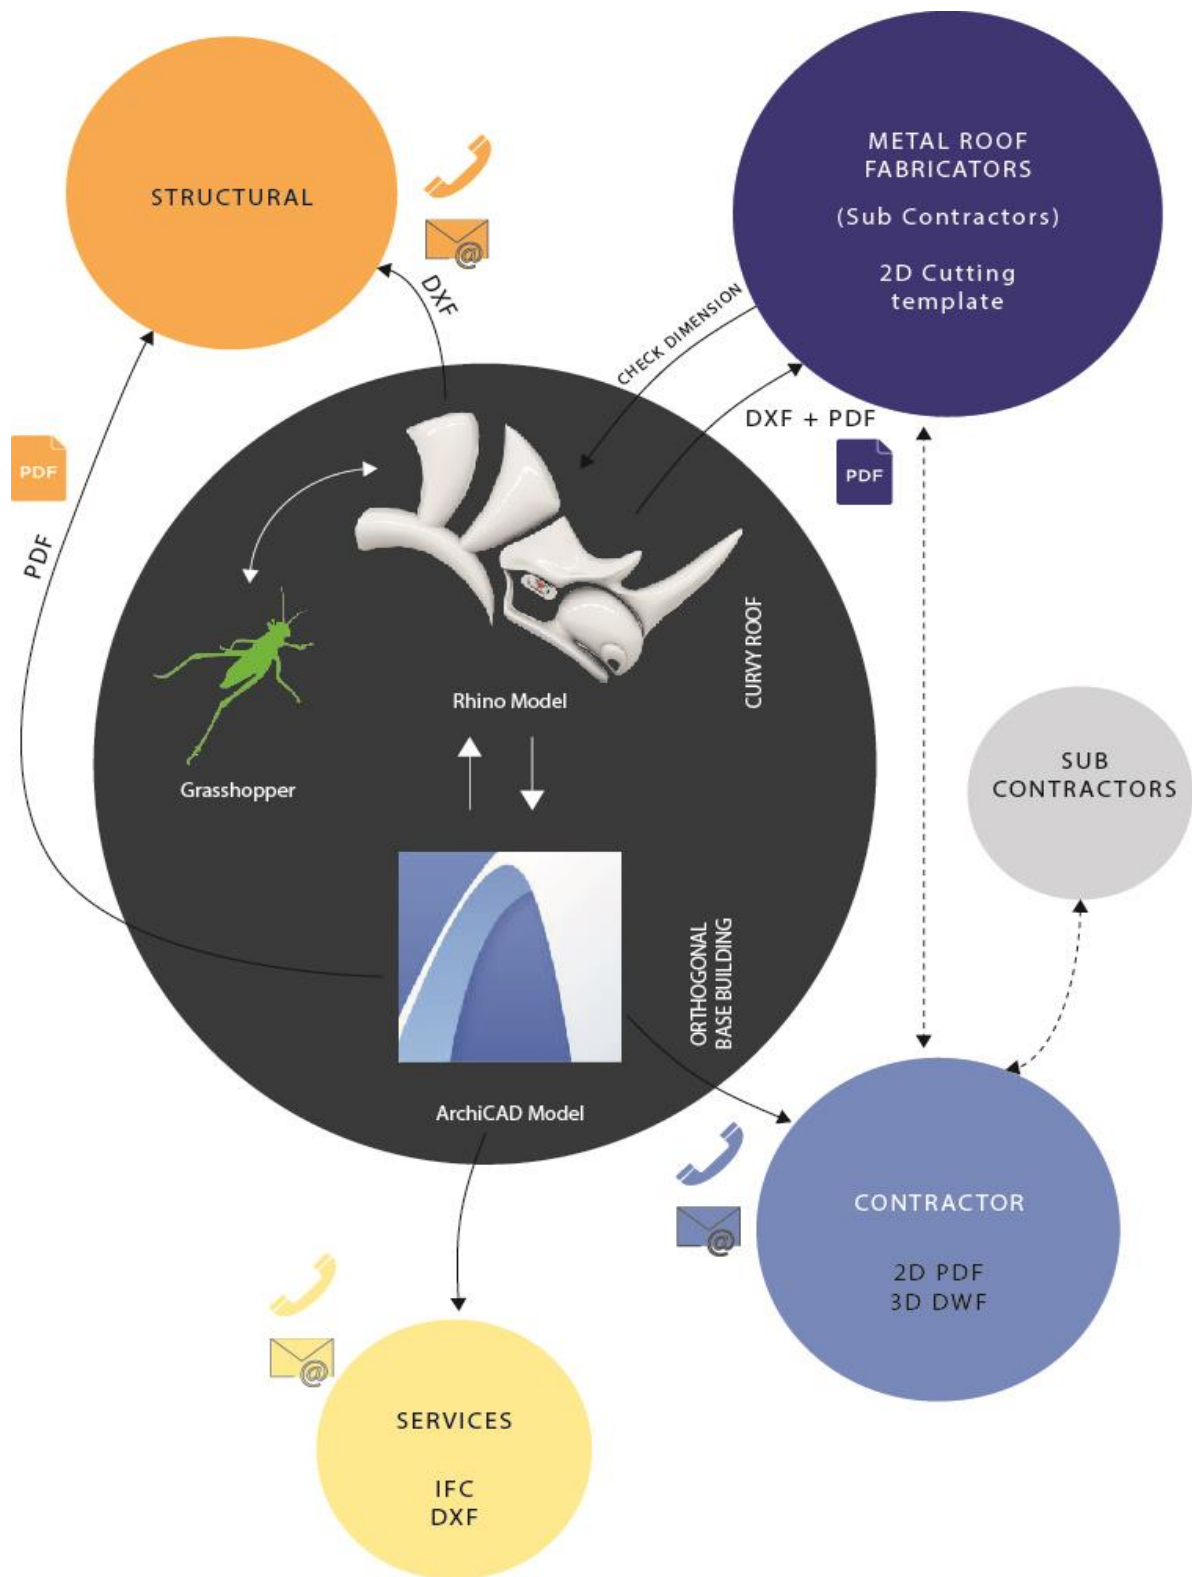 STRUCTURAL
METAL ROOF
FABRICATORS
(Sub Contractors)
2D Cutting
template
DXF
CHECK DIMENSION
DXF + PDF
PDF
PDF
PDF
Rhino Model
CURVY ROOF
Grasshopper
SUB
CONTRACTORS
ORTHOGONAL
BASE BUILDING
ArchiCAD Model
@
@
@
CONTRACTOR
2D PDF
3D DWF
SERVICES
IFC
DXF